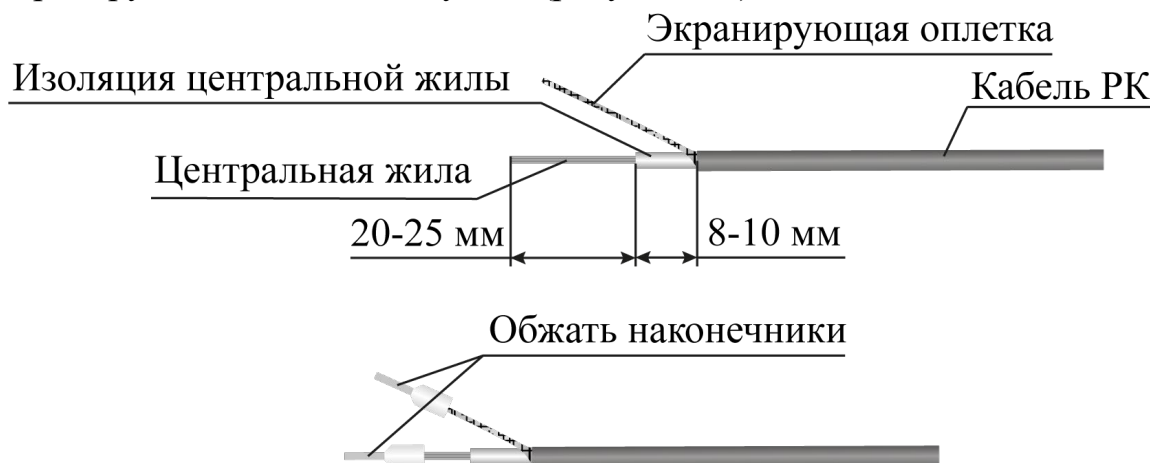 Экранирующая оплетка
Изоляция центральной жилы
Кабель РК
Центральная жила
20-25 мм
8-10 мм
Обжать наконечники